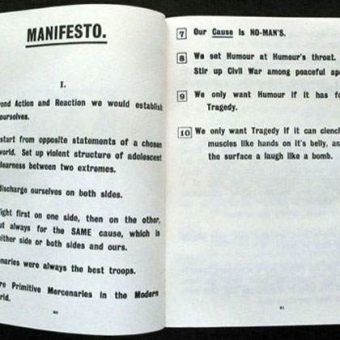 MANIFESTO.
I.
ond Action and Reaction we would establish
ourselves.
start from opposite statements of a chosen
world. Set up violent structure of adolescent
clearness between two extremes.
discharge ourselves on both sides.
ight first on one side, then on the other,
ut always for the SAME cause, which is
either side or both sides and ours.
enaries were always the best troops.
re Primitive Mercenaries in the Modern
rld.
7 Our Cause is NO-MAN'S.
8 We set Humour at Humour's throat.
Stir up Civil War among peaceful ape
9 We only want Humour if it has fo
Tragedy.
10 We only want Tragedy if it can clench
muscles like hands on it's belly, and
the surface a laugh like a bomb.